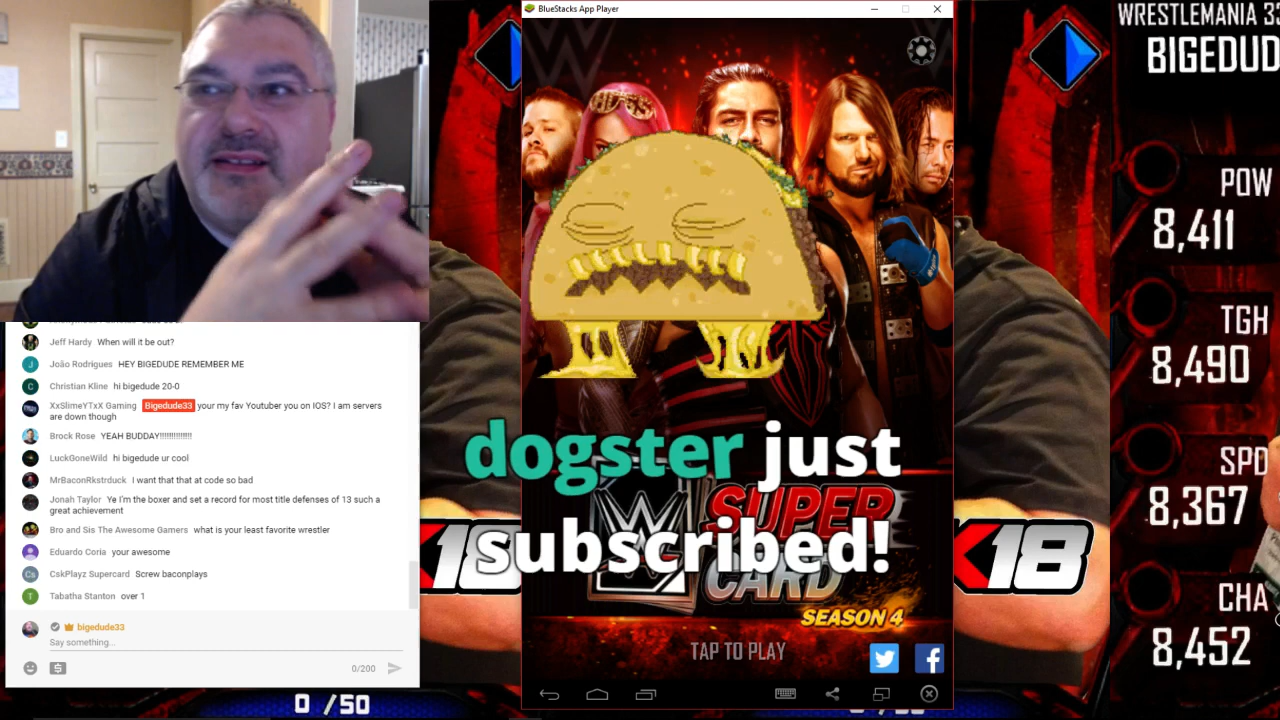 BlueStacks App Player
WRESTLEMANIA 33
BIGEDUD
POW
8,411
TGH
8,490
SPD
8,367
CHA
8,452
Jeff Hardy When will it be out?
J João Rodrigues HEY BIGEDUDE REMEMBER ME
C Christian Kline hi bigedude 20-0
XxSlimeYTxX Gaming Bigedude33 your my fav Youtuber you on IOS? I am servers
are down though
Brock Rose YEAH BUDDAY!!!!!!!!!!!!!!!
LuckGoneWild hi bigedude ur cool
MrBaconRkstrduck I want that that at code so bad
Jonah Taylor Ye I'm the boxer and set a record for most title defenses of 13 such a
great achievement
Bro and Sis The Awesome Gamers what is your least favorite wrestler
Eduardo Coria your awesome
Cs CskPlayz Supercard Screw baconplays
T Tabatha Stanton over 1
bigedude33
Say something...
0/200
dogster just
subscribed!
SUPER
CARD
SEASON 4
TAP TO PLAY
K18
K18
0 /50